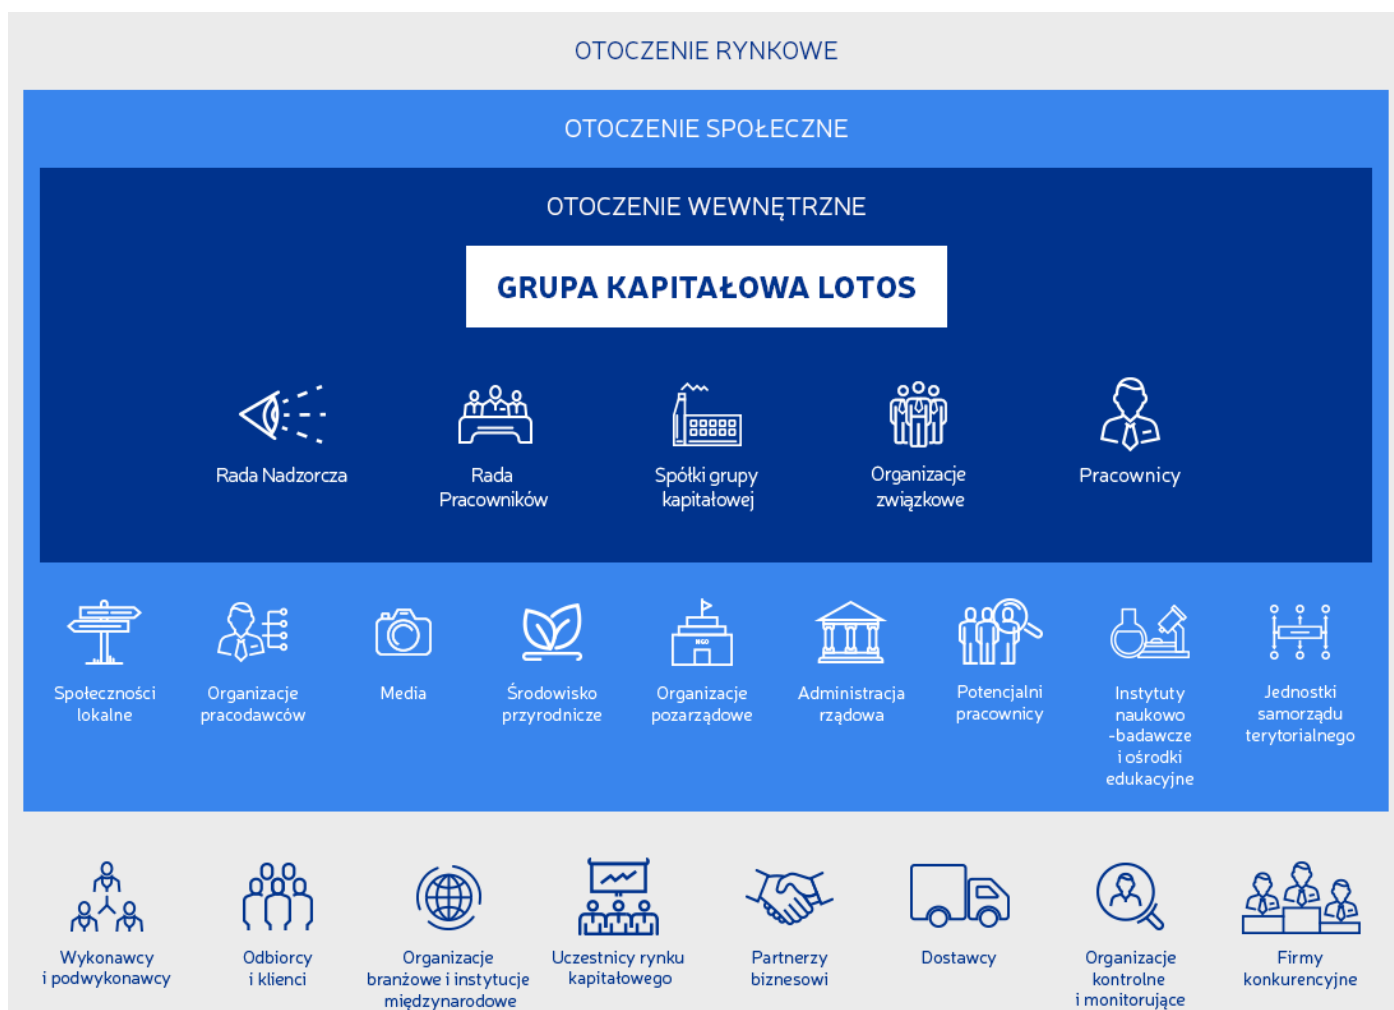 OTOCZENIE RYNKOWE
OTOCZENIE SPOŁECZNE
OTOCZENIE WEWNĘTRZNE
GRUPA KAPITAŁOWA LOTOS
Rada Nadzorcza
Rada
Pracowników
Spółki grupy
kapitałowej
Organizacje
związkowe
Pracownicy
Społeczności
lokalne
Organizacje
pracodawców
Media
Środowisko
przyrodnicze
NGO
Organizacje
pozarządowe
Administracja
rządowa
Potencjalni
pracownicy
Instytuty
naukowo
-badawcze
i ośrodki
edukacyjne
Jednostki
samorządu
terytorialnego
Wykonawcy
i podwykonawcy
Odbiorcy
i klienci
Organizacje
branżowe i instytucje
międzynarodowe
Uczestnicy rynku
kapitałowego
Partnerzy
biznesowi
Dostawcy
Organizacje
kontrolne
i monitorujące
Firmy
konkurencyjne